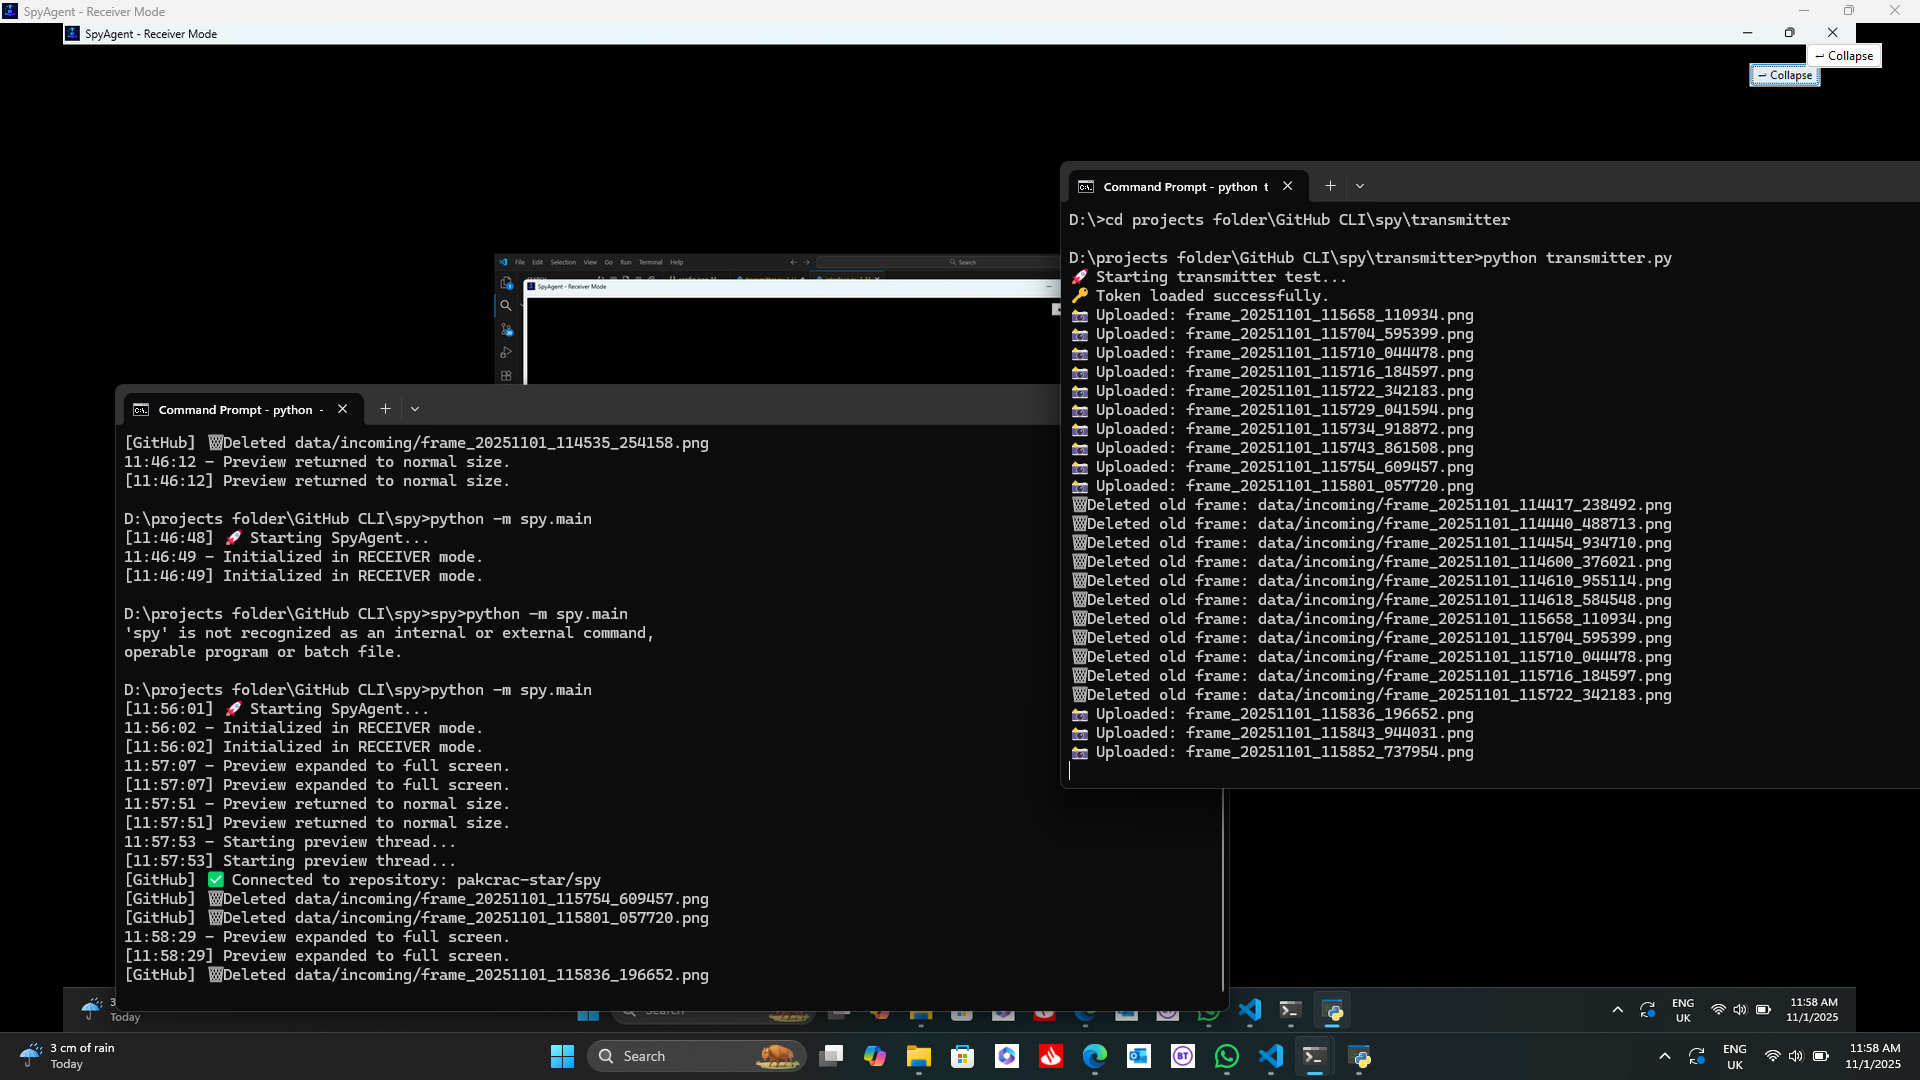 SpyAgent - Receiver Mode
SpyAgent - Receiver Mode
Collapse
Collapse
Command Prompt - python t
D:\>cd projects folder\GitHub CLI\spy\transmitter
D:\projects folder\GitHub CLI\spy\transmitter>python transmitter.py
🚀 Starting transmitter test...
🔑 Token loaded successfully.
📸 Uploaded: frame_20251101_115658_110934.png
📸 Uploaded: frame_20251101_115704_595399.png
📸 Uploaded: frame_20251101_115710_044478.png
📸 Uploaded: frame_20251101_115716_184597.png
📸 Uploaded: frame_20251101_115722_342183.png
📸 Uploaded: frame_20251101_115729_041594.png
📸 Uploaded: frame_20251101_115734_918872.png
📸 Uploaded: frame_20251101_115743_861508.png
📸 Uploaded: frame_20251101_115754_609457.png
📸 Uploaded: frame_20251101_115801_057720.png
🗑Deleted old frame: data/incoming/frame_20251101_114417_238492.png
🗑Deleted old frame: data/incoming/frame_20251101_114440_488713.png
🗑Deleted old frame: data/incoming/frame_20251101_114454_934710.png
🗑Deleted old frame: data/incoming/frame_20251101_114600_376021.png
🗑Deleted old frame: data/incoming/frame_20251101_114610_955114.png
🗑Deleted old frame: data/incoming/frame_20251101_114618_584548.png
🗑Deleted old frame: data/incoming/frame_20251101_115658_110934.png
🗑Deleted old frame: data/incoming/frame_20251101_115704_595399.png
🗑Deleted old frame: data/incoming/frame_20251101_115710_044478.png
🗑Deleted old frame: data/incoming/frame_20251101_115716_184597.png
🗑Deleted old frame: data/incoming/frame_20251101_115722_342183.png
📸 Uploaded: frame_20251101_115836_196652.png
📸 Uploaded: frame_20251101_115843_944031.png
📸 Uploaded: frame_20251101_115852_737954.png
File Edit Selection View Go Run Terminal Help
Search
SpyAgent - Receiver Mode
Command Prompt - python -
[GitHub] 🗑Deleted data/incoming/frame_20251101_114535_254158.png
11:46:12 - Preview returned to normal size.
[11:46:12] Preview returned to normal size.
D:\projects folder\GitHub CLI\spy>python -m spy.main
[11:46:48] 🚀 Starting SpyAgent...
11:46:49 - Initialized in RECEIVER mode.
[11:46:49] Initialized in RECEIVER mode.
D:\projects folder\GitHub CLI\spy>spy>python -m spy.main
'spy' is not recognized as an internal or external command,
operable program or batch file.
D:\projects folder\GitHub CLI\spy>python -m spy.main
[11:56:01] 🚀 Starting SpyAgent...
11:56:02 - Initialized in RECEIVER mode.
[11:56:02] Initialized in RECEIVER mode.
11:57:07 - Preview expanded to full screen.
[11:57:07] Preview expanded to full screen.
11:57:51 - Preview returned to normal size.
[11:57:51] Preview returned to normal size.
11:57:53 - Starting preview thread...
[11:57:53] Starting preview thread...
[GitHub] ✅ Connected to repository: pakcrac-star/spy
[GitHub] 🗑Deleted data/incoming/frame_20251101_115754_609457.png
[GitHub] 🗑Deleted data/incoming/frame_20251101_115801_057720.png
11:58:29 - Preview expanded to full screen.
[11:58:29] Preview expanded to full screen.
[GitHub] 🗑Deleted data/incoming/frame_20251101_115836_196652.png
3
Today
Search
ENG
UK
11:58 AM
11/1/2025
3 cm of rain
Today
Search
BT
ENG
UK
11:58 AM
11/1/2025